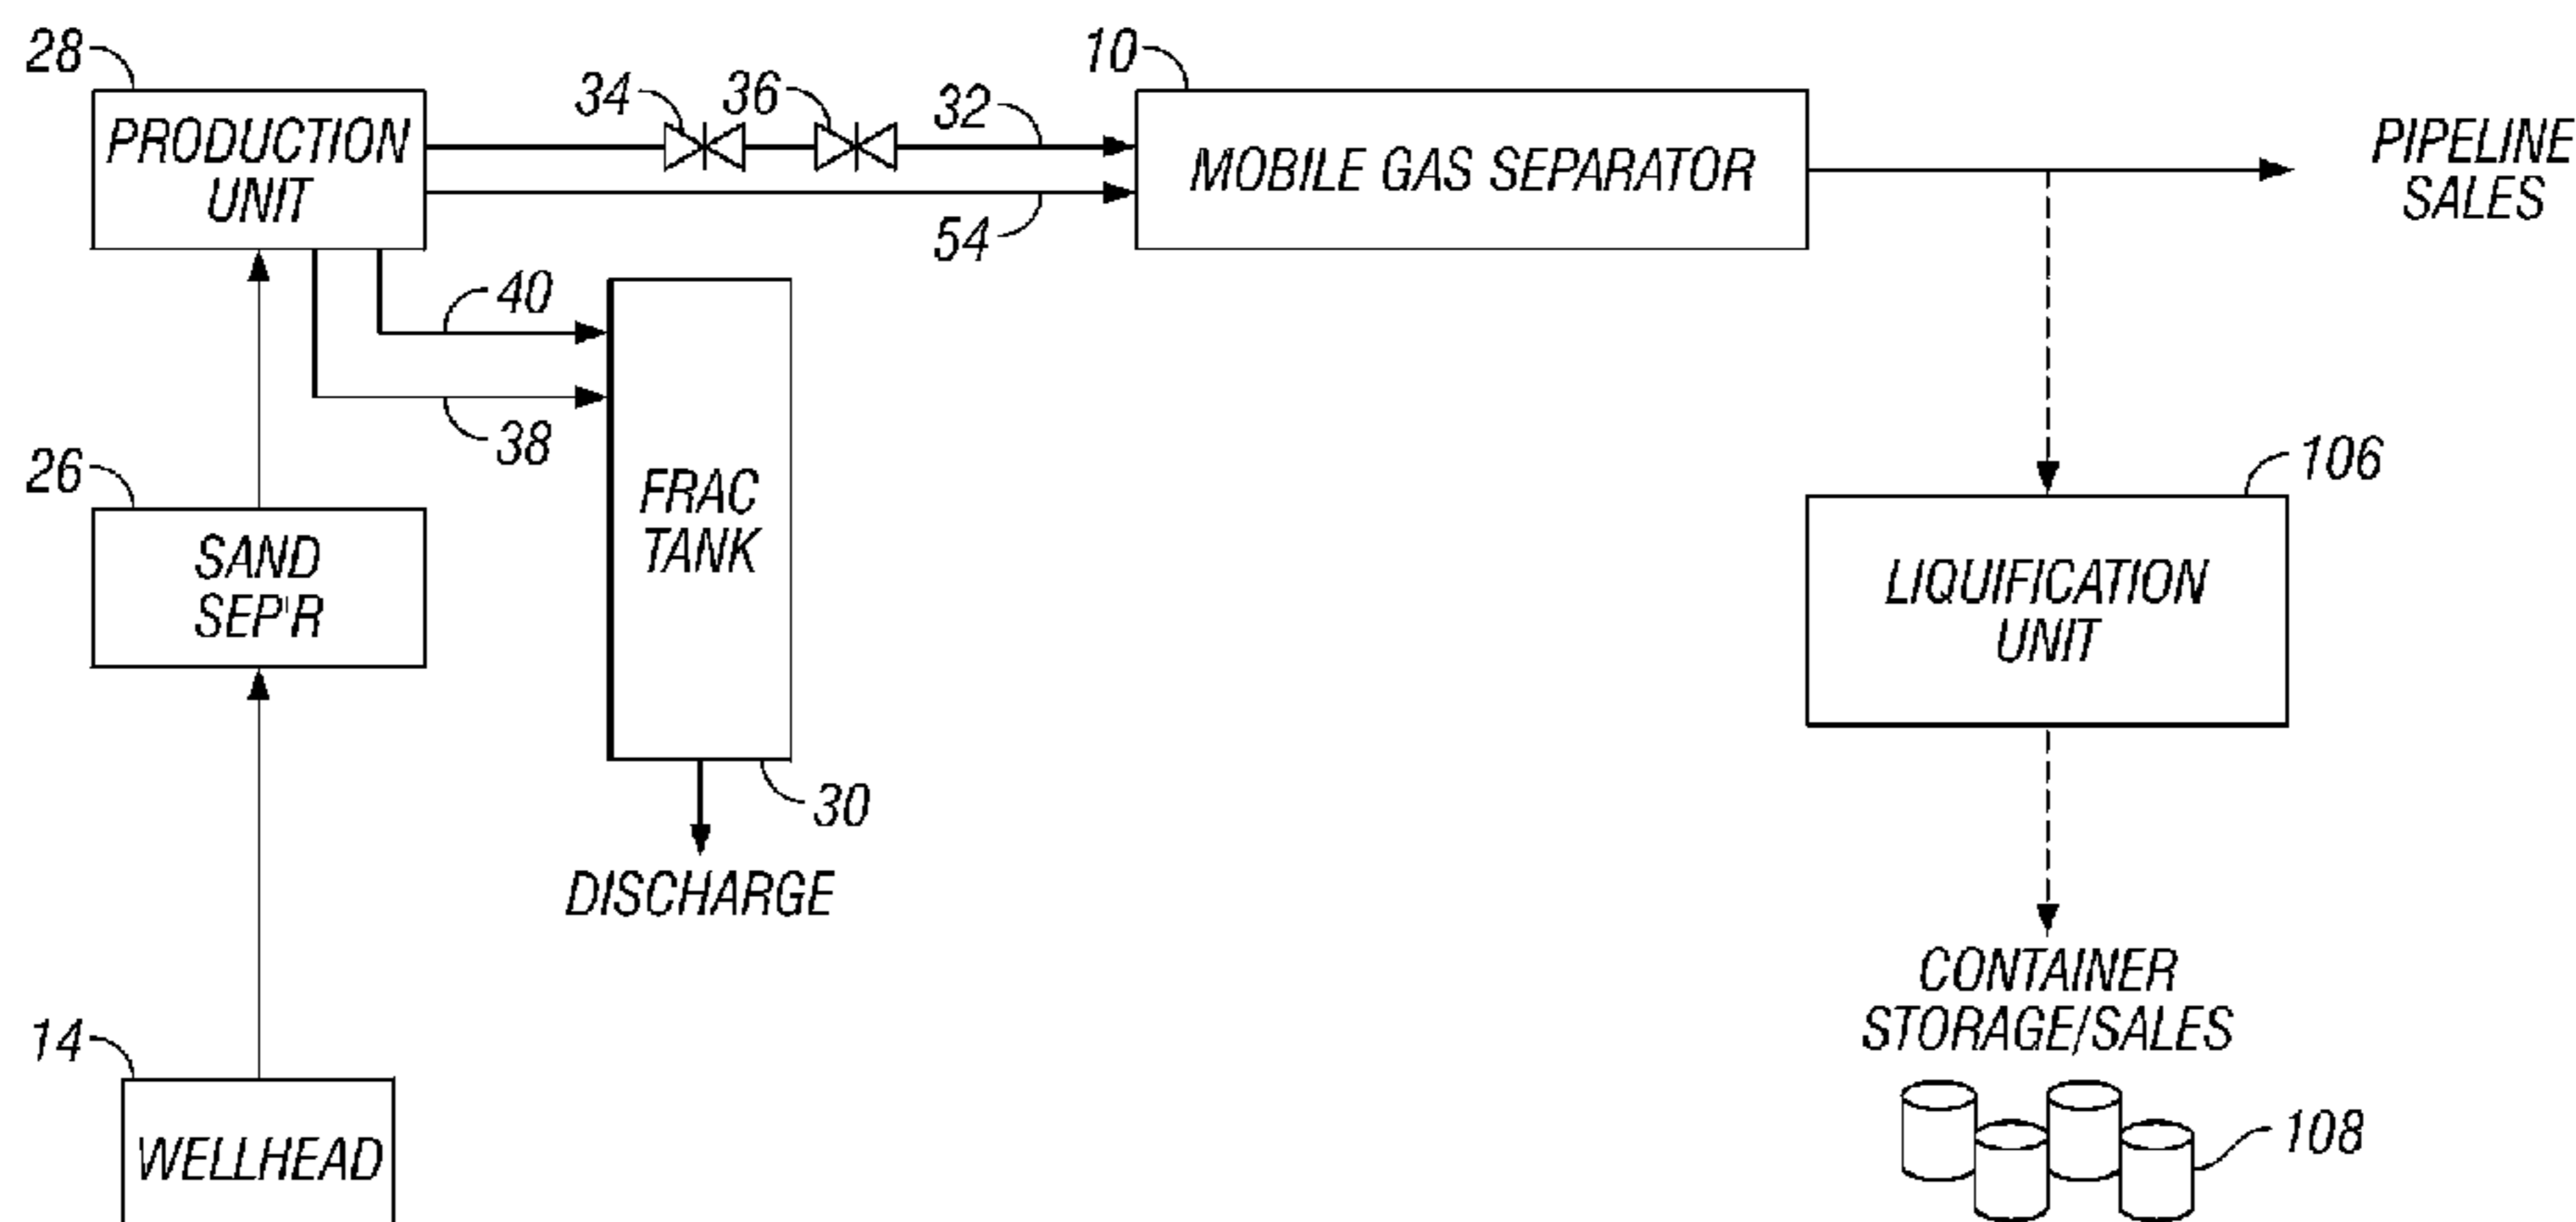 28
PRODUCTION
UNIT
34
36
32
54
10
MOBILE GAS SEPARATOR
PIPELINE
SALES
40
38
FRAC
TANK
30
DISCHARGE
26
SAND
SEP'R
14
WELLHEAD
106
LIQUIFICATION
UNIT
CONTAINER
STORAGE/SALES
108